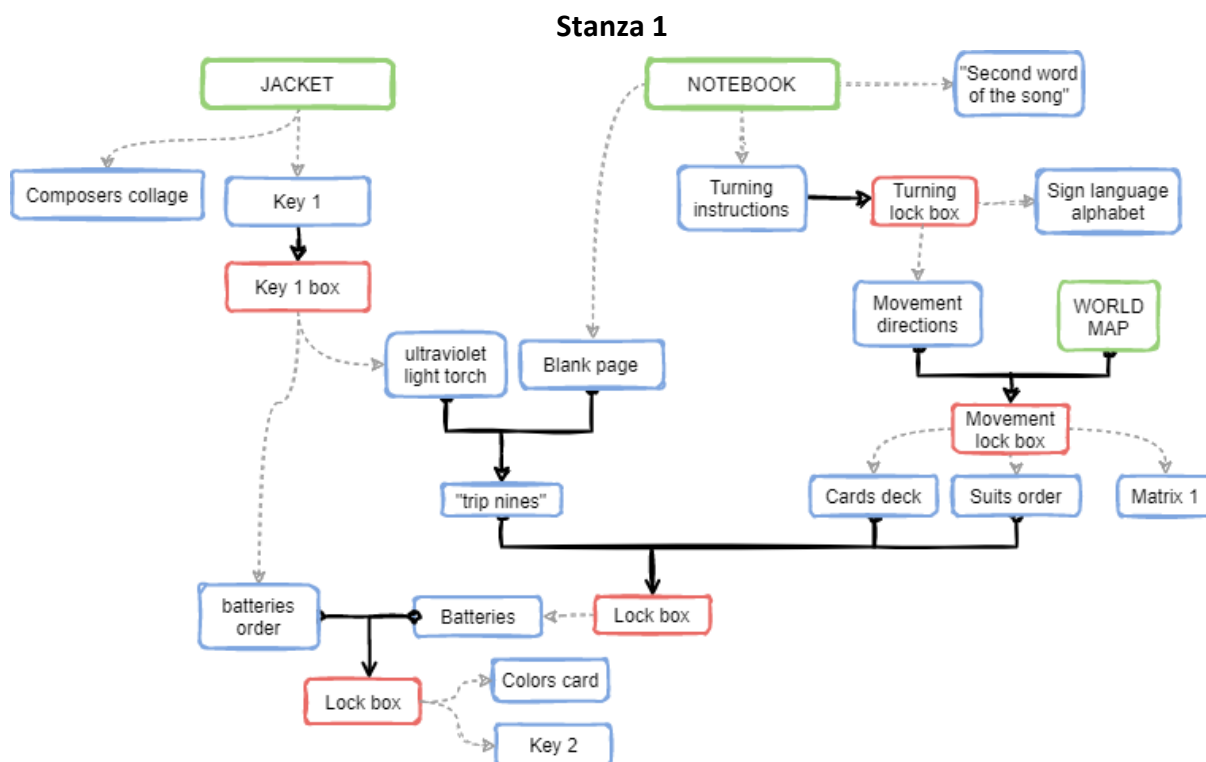 Stanza 1
JACKET
NOTEBOOK
"Second word
of the song"
Composers collage
Key 1
Turning
instructions
Turning
lock box
Sign language
alphabet
Key 1 box
Movement
directions
WORLD
MAP
ultraviolet
light torch
Blank page
Movement
lock box
"trip nines"
Cards deck
Suits order
Matrix 1
batteries
order
Batteries
Lock box
Lock box
Colors card
Key 2